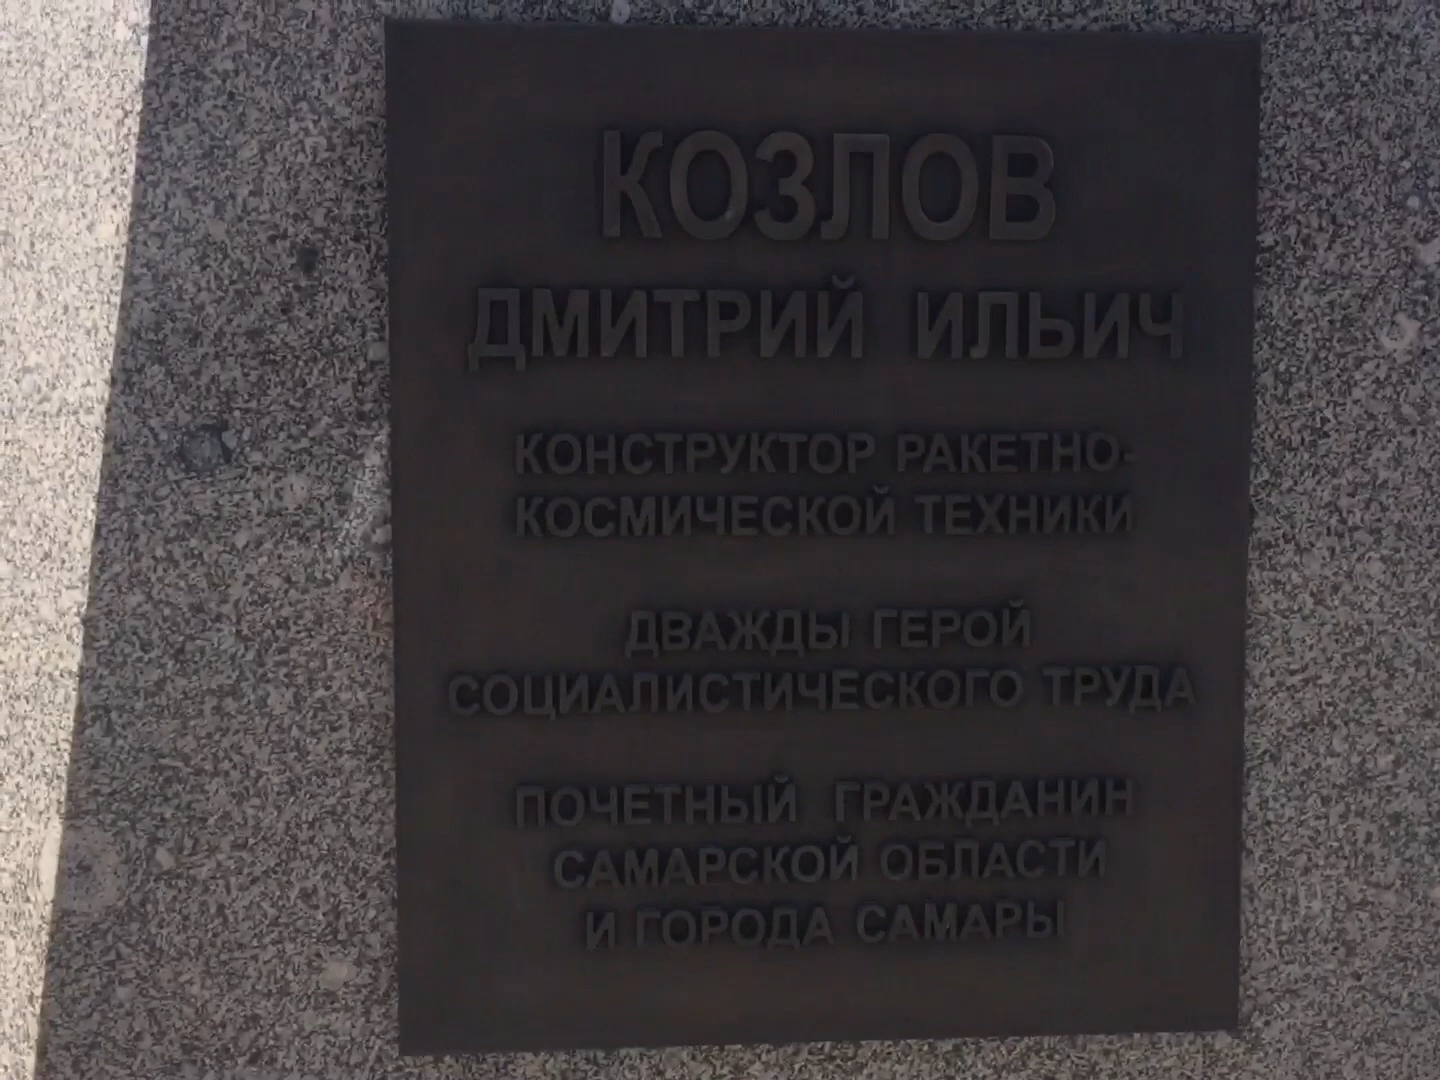 КОЗЛОВ
ДМИТРИЙ ИЛЬИЧ
КОНСТРУКТОР РАКЕТНО-
КОСМИЧЕСКОЙ ТЕХНИКИ
ДВАЖДЫ ГЕРОЙ
СОЦИАЛИСТИЧЕСКОГО ТРУДА
ПОЧЕТНЫЙ ГРАЖДАНИН
САМАРСКОЙ ОБЛАСТИ
И ГОРОДА САМАРЫ